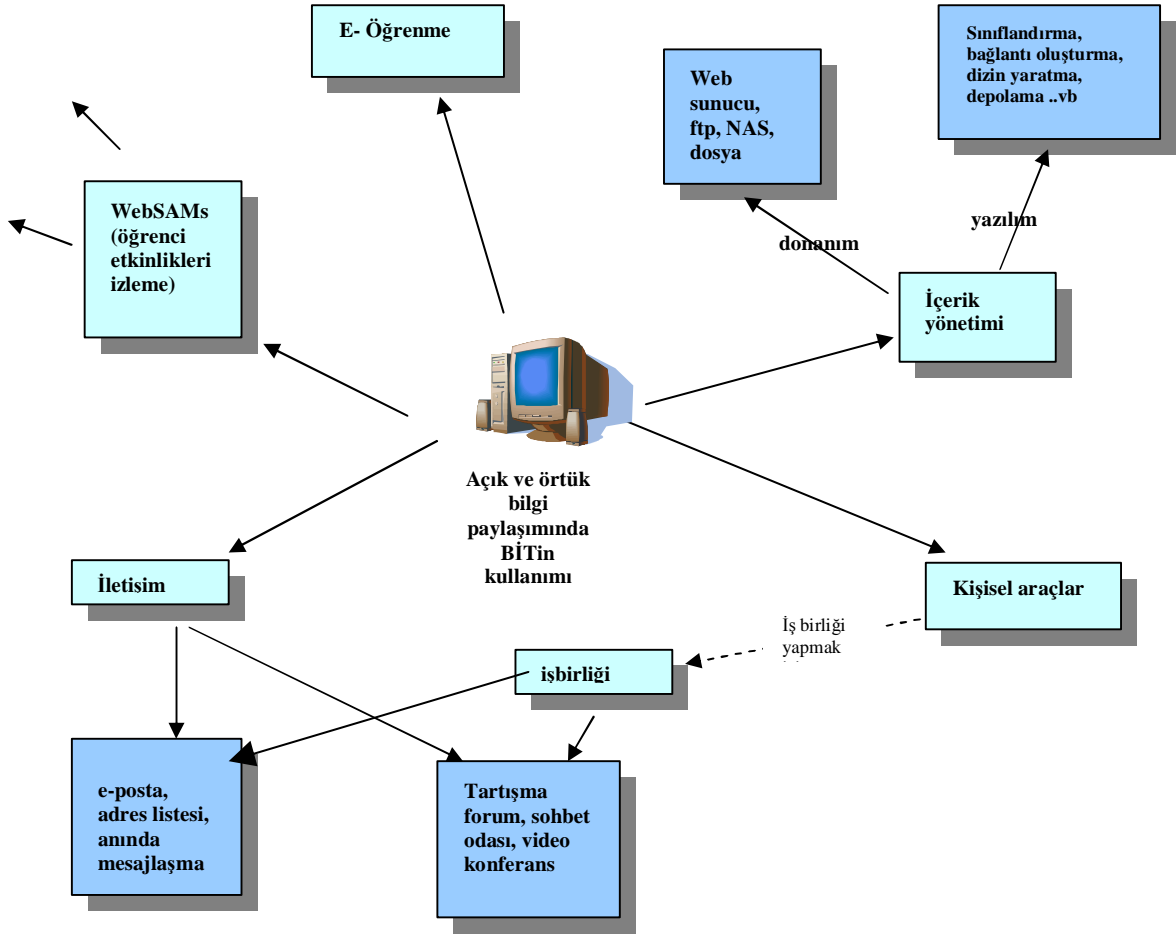 E- Öğrenme
Sınıflandırma,
bağlantı oluşturma,
dizin yaratma,
depolama ..vb
Web
sunucu,
ftp, NAS,
dosya
WebSAMs
(öğrenci
etkinlikleri
izleme)
donanım
yazılım
İçerik
yönetimi
Açık ve örtük
bilgi
paylaşımında
BİTin
kullanımı
İletisim
Kişisel araçlar
İş birliği
yapmak
işbirliği
e-posta,
adres listesi,
anında
mesajlaşma
Tartışma
forum, sohbet
odası, video
konferans